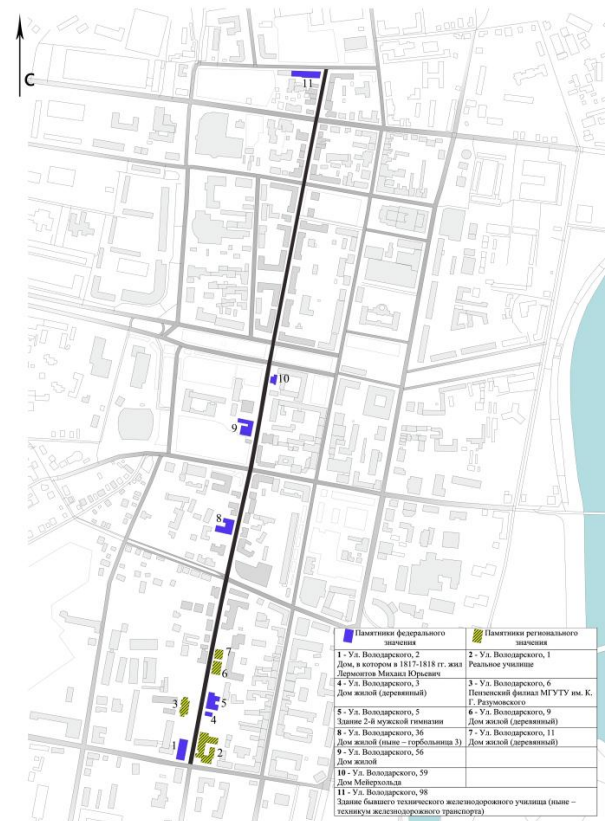 С
11
10
9
8
7
6
3
5
4
1
2
Памятники федерального значения
Памятники регионального значения
1 - Ул. Володарского, 2
Дом, в котором в 1817-1818 гг. жил
Лермонтов Михаил Юрьевич
2 - Ул. Володарского, 1
Реальное училище
4 - Ул. Володарского, 3
Дом жилой (деревянный)
3 - Ул. Володарского, 6
Пензенский филиал МГУТУ им. К.
Г. Разумовского
5 - Ул. Володарского, 5
Здание 2-й мужской гимназии
6 - Ул. Володарского, 9
Дом жилой (деревянный)
8 - Ул. Володарского, 36
Дом жилой (ныне – горбольница 3)
7 - Ул. Володарского, 11
Дом жилой (деревянный)
9 - Ул. Володарского, 56
Дом жилой
10 - Ул. Володарского, 59
Дом Мейерхольда
11 - Ул. Володарского, 98
Здание бывшего технического железнодорожного училища (ныне –
техникум железнодорожного транспорта)